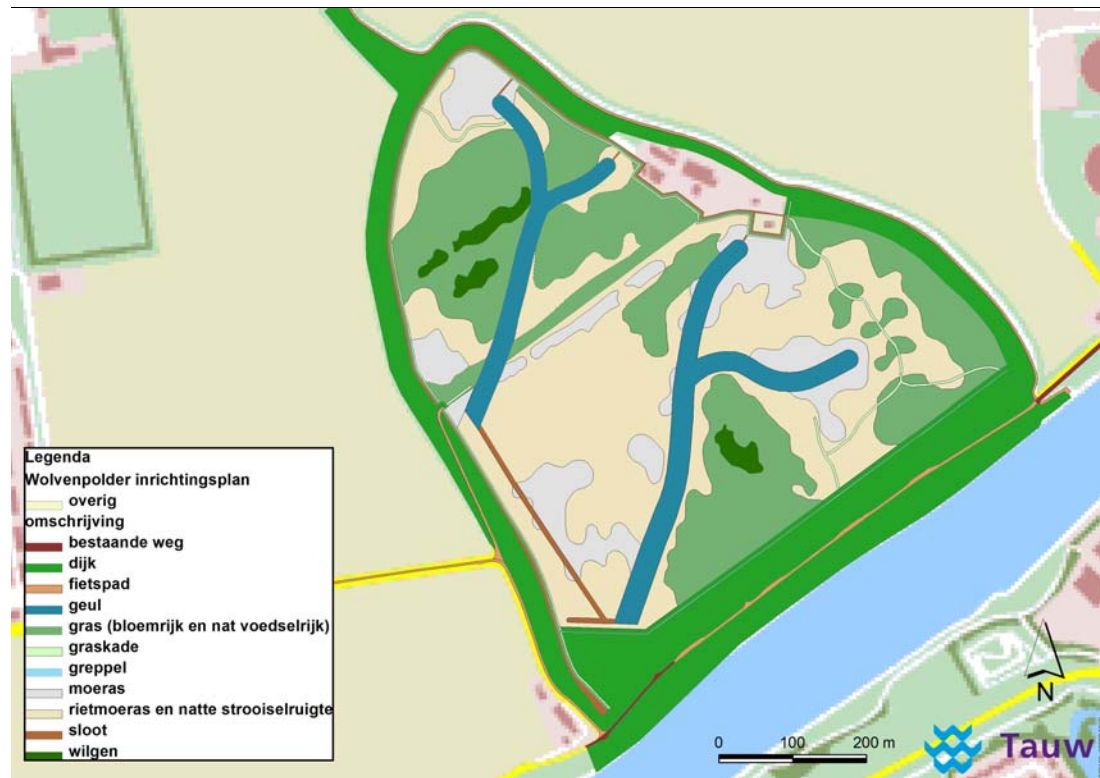 Legenda
Wolvenpolder inrichtingsplan
overig
omschrijving
bestaande weg
dijk
fietspad
geul
gras (bloemrijk en nat voedselrijk)
graskade
greppel
moeras
rietmoeras en natte strooiselruigte
sloot
wilgen
0 100 200 m
N
Tauw